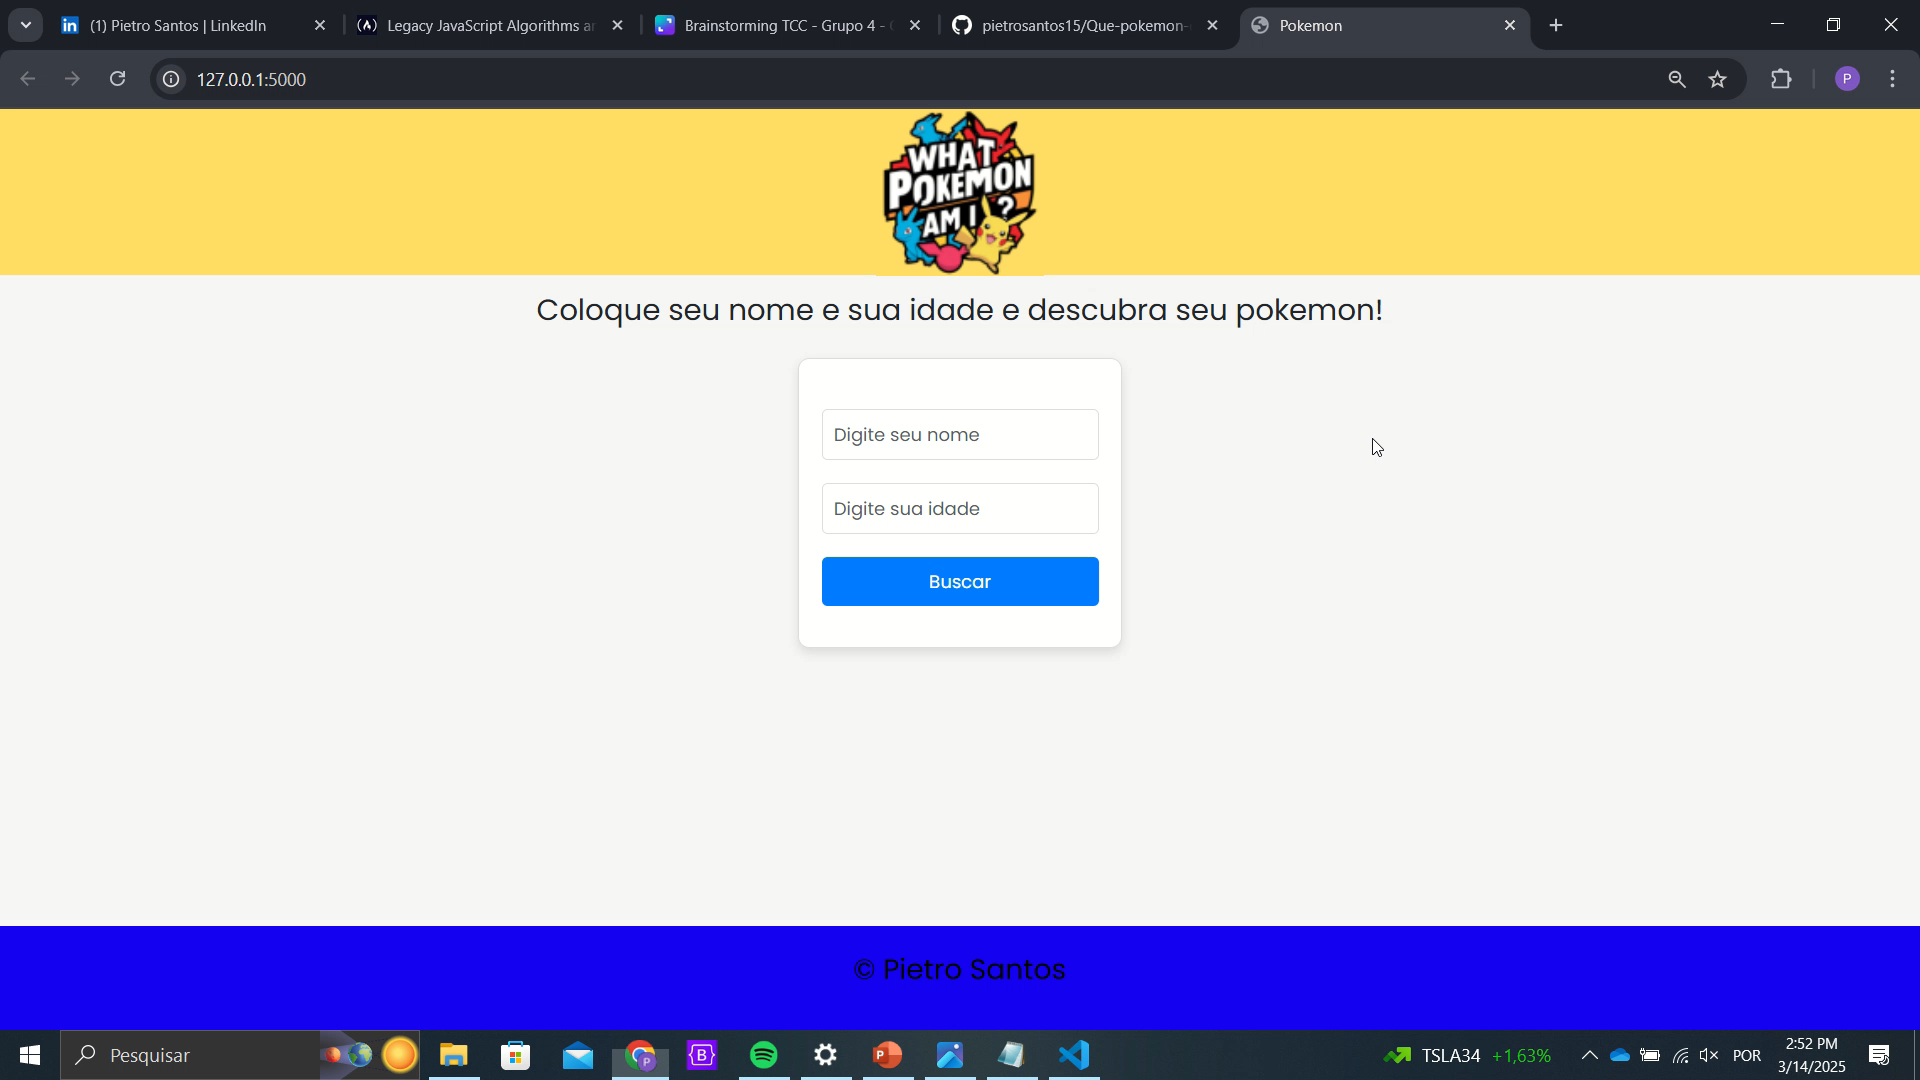 (1) Pietro Santos | LinkedIn
Legacy JavaScript Algorithms ar
Brainstorming TCC - Grupo 4 -
pietrosantos15/Que-pokemon-
Pokemon
127.0.0.1:5000
P
WHAT
POKEMON
AM I ?
Coloque seu nome e sua idade e descubra seu pokemon!
Digite seu nome
Digite sua idade
Buscar
© Pietro Santos
Pesquisar
TSLA34 +1,63%
POR
2:52 PM
3/14/2025